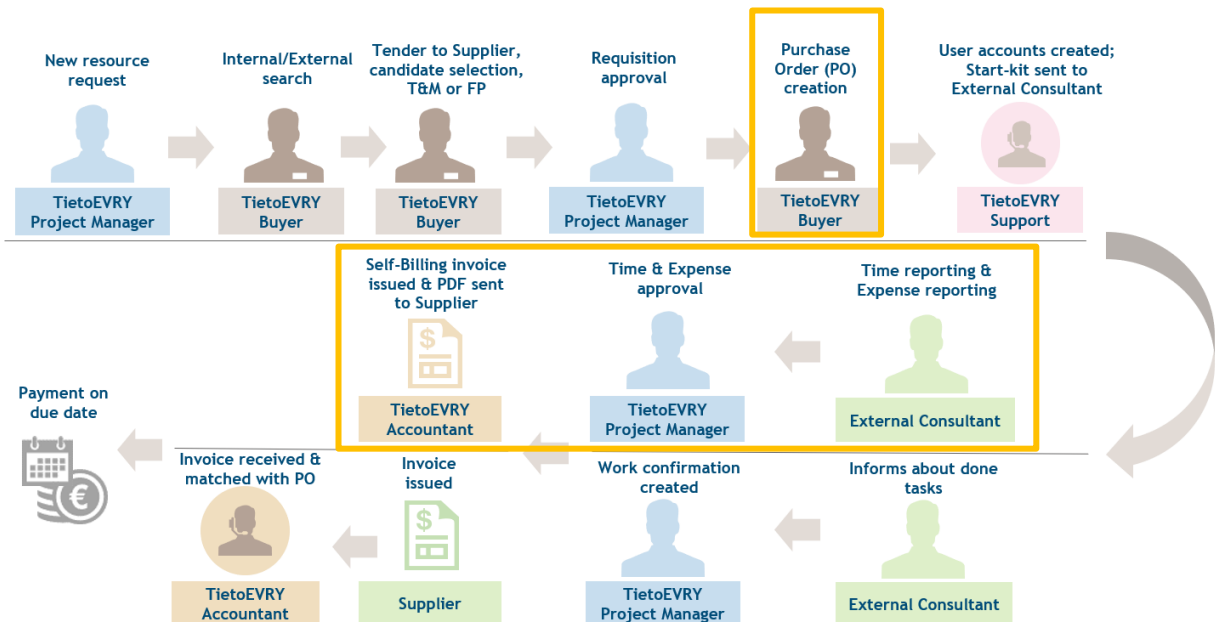 New resource
request
Internal/External
search
Tender to Supplier,
candidate selection,
T&M or FP
Requisition
approval
Purchase
Order (PO)
creation
User accounts created;
Start-kit sent to
External Consultant
TietoEVRY
Project Manager
TietoEVRY
Buyer
TietoEVRY
Buyer
TietoEVRY
Project Manager
TietoEVRY
Buyer
TietoEVRY
Support
Self-Billing invoice
issued & PDF sent
to Supplier
Time & Expense
approval
Time reporting &
Expense reporting
$
TietoEVRY
Accountant
TietoEVRY
Project Manager
External Consultant
Payment on
due date
€
Invoice received &
matched with PO
Invoice
issued
Work confirmation
created
Informs about done
tasks
$
TietoEVRY
Accountant
Supplier
TietoEVRY
Project Manager
External Consultant